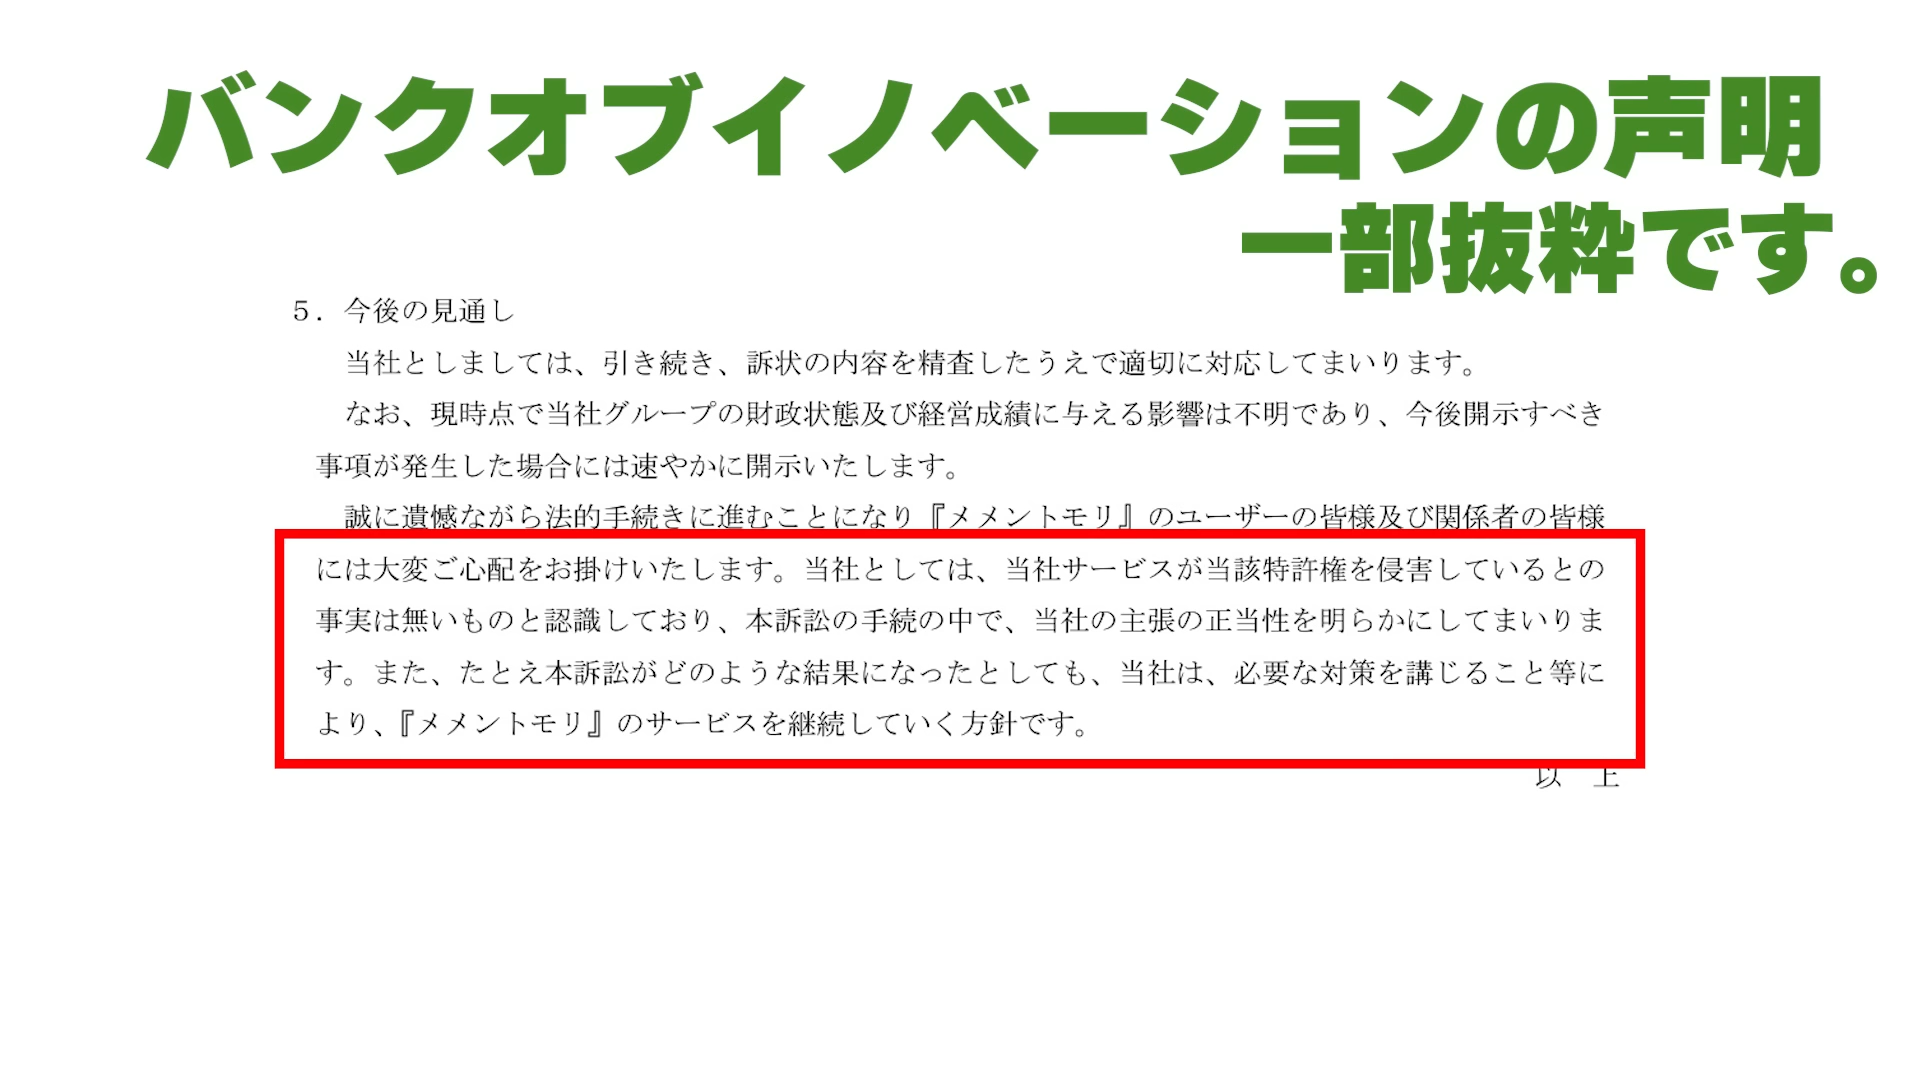 バンクオブイノベーションの声明
一部抜粋です。
５．今後の見通し
当社としましては、引き続き、訴状の内容を精査したうえで適切に対応してまいります。
なお、現時点で当社グループの財政状態及び経営成績に与える影響は不明であり、今後開示すべき
事項が発生した場合には速やかに開示いたします。
誠に遺憾ながら法的手続きに進むことになり『メメントモリ』のユーザーの皆様及び関係者の皆様
には大変ご心配をお掛けいたします。当社としては、当社サービスが当該特許権を侵害しているとの
事実は無いものと認識しており、本訴訟の手続の中で、当社の主張の正当性を明らかにしてまいりま
す。また、たとえ本訴訟がどのような結果になったとしても、当社は、必要な対策を講じること等に
より、『メメントモリ』のサービスを継続していく方針です。
以　上